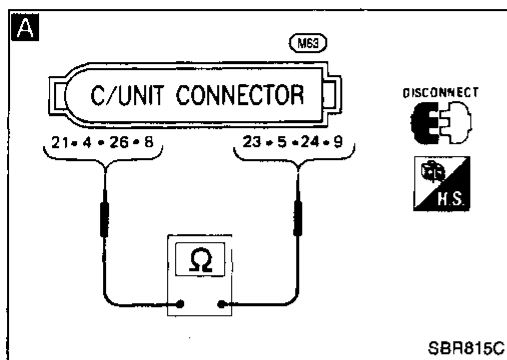 A
M63
C/UNIT CONNECTOR
DISCONNECT
21•4•26•8
23•5•24•9
H.S.
Ω
SBR815C